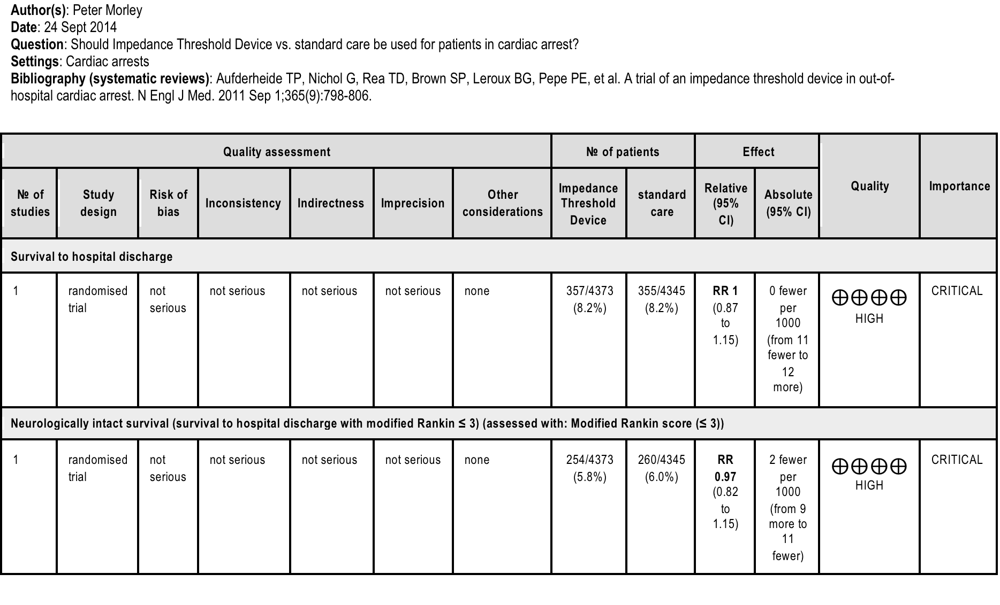 Author(s): Peter Morley
Date: 24 Sept 2014
Question: Should Impedance Threshold Device vs. standard care be used for patients in cardiac arrest?
Settings: Cardiac arrests
Bibliography (systematic reviews): Aufderheide TP, Nichol G, Rea TD, Brown SP, Leroux BG, Pepe PE, et al. A trial of an impedance threshold device in out-of-
hospital cardiac arrest. N Engl J Med. 2011 Sep 1;365(9):798-806.
Quality assessment
№ of patients
Effect
Quality
Importance
№ of
studies
Study
design
Risk of
bias
Inconsistency
Indirectness
Imprecision
Other
considerations
Impedance
Threshold
Device
standard
care
Relative
(95%
CI)
Absolute
(95% CI)
Survival to hospital discharge
1
randomised
trial
not
serious
not serious
not serious
not serious
none
357/4373
(8.2%)
355/4345
(8.2%)
RR 1
(0.87
to
1.15)
0 fewer
per
1000
(from 11
fewer to
12
more)
⨁⨁⨁⨁
HIGH
CRITICAL
Neurologically intact survival (survival to hospital discharge with modified Rankin ≤ 3) (assessed with: Modified Rankin score (≤ 3))
1
randomised
trial
not
serious
not serious
not serious
not serious
none
254/4373
(5.8%)
260/4345
(6.0%)
RR
0.97
(0.82
to
1.15)
2 fewer
per
1000
(from 9
more to
11
fewer)
⨁⨁⨁⨁
HIGH
CRITICAL